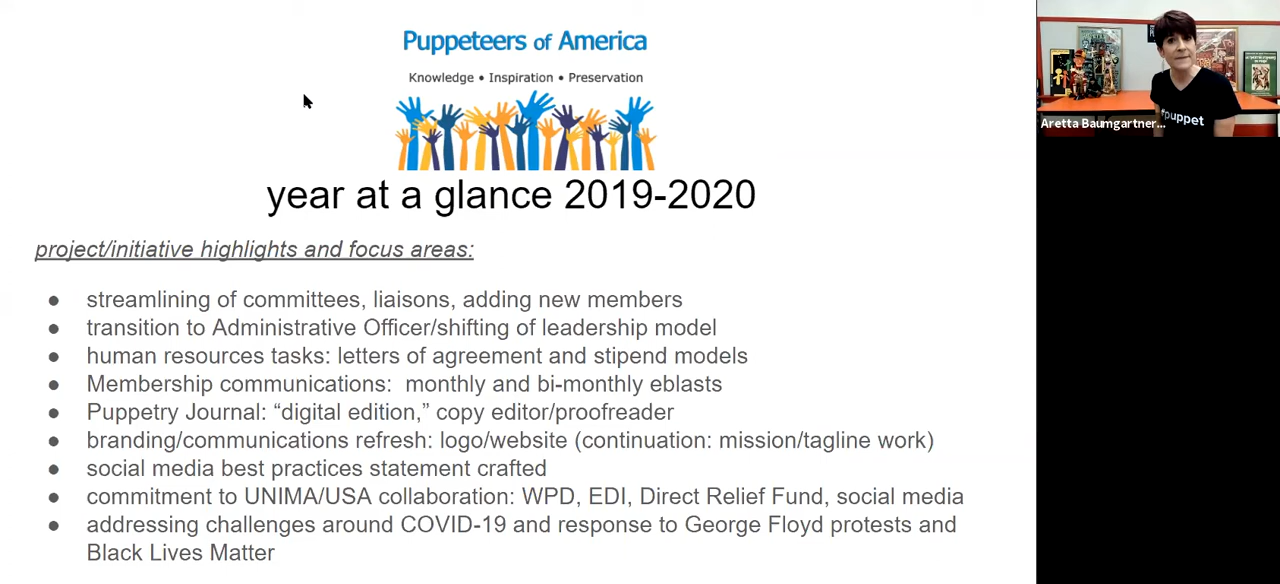 Puppeteers of America
Knowledge • Inspiration • Preservation
year at a glance 2019-2020
project/initiative highlights and focus areas:
● streamlining of committees, liaisons, adding new members
● transition to Administrative Officer/shifting of leadership model
● human resources tasks: letters of agreement and stipend models
● Membership communications:  monthly and bi-monthly eblasts
● Puppetry Journal: “digital edition,” copy editor/proofreader
● branding/communications refresh: logo/website (continuation: mission/tagline work)
● social media best practices statement crafted
● commitment to UNIMA/USA collaboration: WPD, EDI, Direct Relief Fund, social media
● addressing challenges around COVID-19 and response to George Floyd protests and
Black Lives Matter
#puppet
Aretta Baumgartner...